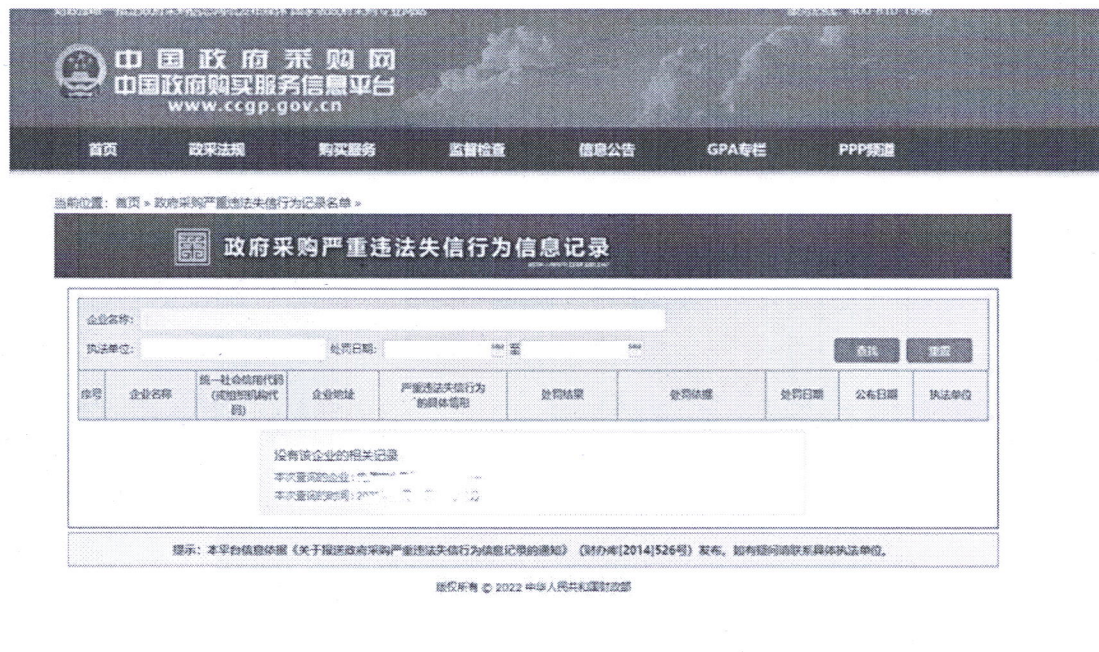 服务热线：400-810-1996
中国政府采购网
中国政府购买服务信息平台
www.ccgp.gov.cn
首页 政采法规 购买服务 监督检查 信息公告 GPA专栏 PPP频道
当前位置：首页 » 政府采购严重违法失信行为记录名单 »
政府采购严重违法失信行为信息记录
企业名称：
执法单位： 处罚日期： 至 查找 重置
序号 企业名称 统一社会信用代码（或组织机构代码） 企业地址 严重违法失信行为的具体情形 处罚结果 处罚依据 处罚日期 公布日期 执法单位
没有该企业的相关记录
本次查询的企业：
本次查询的时间：
提示：本平台信息依据《关于报送政府采购严重违法失信行为信息记录的通知》（财办库[2014]526号）发布。如有疑问请联系具体执法单位。
版权所有 © 2022 中华人民共和国财政部